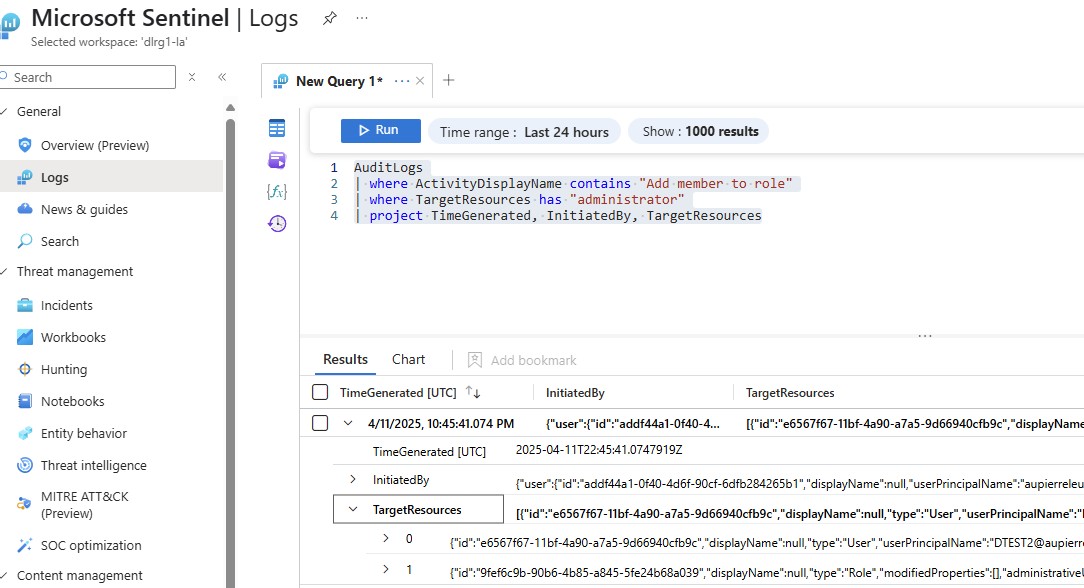 Microsoft Sentinel | Logs
Selected workspace: 'dlrg1-la'
Search
General
Overview (Preview)
Logs
News & guides
Search
Threat management
Incidents
Workbooks
Hunting
Notebooks
Entity behavior
Threat intelligence
MITRE ATT&CK
(Preview)
SOC optimization
Content management
New Query 1*
Run
Time range : Last 24 hours
Show : 1000 results
1 AuditLogs
2 | where ActivityDisplayName contains "Add member to role"
3 | where TargetResources has "administrator"
4 | project TimeGenerated, InitiatedBy, TargetResources
Results Chart Add bookmark
TimeGenerated [UTC] InitiatedBy TargetResources
4/11/2025, 10:45:41.074 PM {"user":{"id":"addf44a1-0f40-4... [{"id":"e6567f67-11bf-4a90-a7a5-9d66940cfb9c","displayName
TimeGenerated [UTC] 2025-04-11T22:45:41.0747919Z
InitiatedBy {"user":{"id":"addf44a1-0f40-4d6f-90cf-6dfb284265b1","displayName":null,"userPrincipalName":"aupierreleu
TargetResources [{"id":"e6567f67-11bf-4a90-a7a5-9d66940cfb9c","displayName":null,"type":"User","userPrincipalName":"
0 {"id":"e6567f67-11bf-4a90-a7a5-9d66940cfb9c","displayName":null,"type":"User","userPrincipalName":"DTEST2@aupierre
1 {"id":"9fef6c9b-90b6-4b85-a845-5fe24b68a039","displayName":null,"type":"Role","modifiedProperties":[],"administrativeU